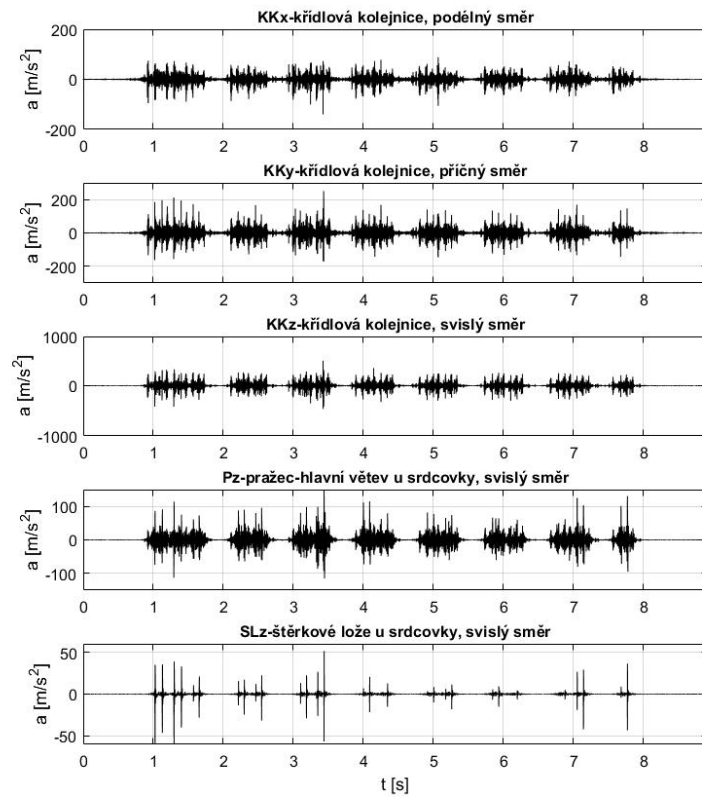 KKx-křídlová kolejnice, podélný směr
200
0
-200
a [m/s²]
1 2 3 4 5 6 7 8
KKy-křídlová kolejnice, příčný směr
200
0
-200
a [m/s²]
0 1 2 3 4 5 6 7 8
KKz-křídlová kolejnice, svislý směr
1000
0
-1000
a [m/s²]
1 2 3 4 5 6 7 8
Pz-pražec-hlavní větev u srdcovky, svislý směr
100
0
-100
a [m/s²]
0 1 2 3 4 5 6 7 8
SLz-štěrkové lože u srdcovky, svislý směr
50
0
-50
a [m/s²]
0 1 2 3 4 5 6 7 8
t [s]